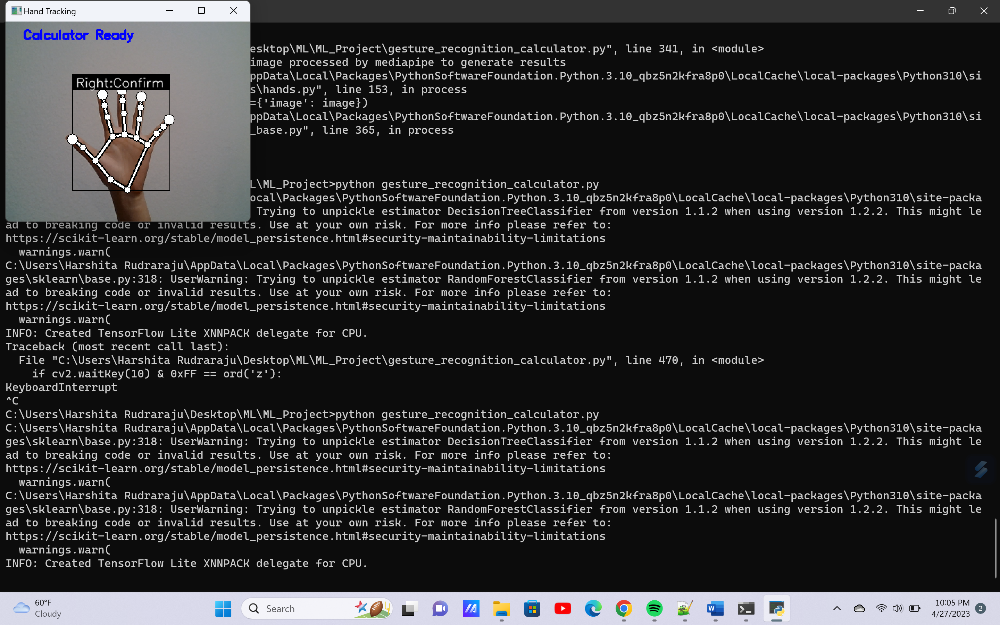 Hand Tracking
Calculator Ready
Right:Confirm
esktop\ML\ML_Project\gesture_recognition_calculator.py", line 341, in <module>
image processed by mediapipe to generate results
ppData\Local\Packages\PythonSoftwareFoundation.Python.3.10_qbz5n2kfra8p0\LocalCache\local-packages\Python310\si
s\hands.py", line 153, in process
={'image': image})
ppData\Local\Packages\PythonSoftwareFoundation.Python.3.10_qbz5n2kfra8p0\LocalCache\local-packages\Python310\si
_base.py", line 365, in process
L\ML_Project>python gesture_recognition_calculator.py
ocal\Packages\PythonSoftwareFoundation.Python.3.10_qbz5n2kfra8p0\LocalCache\local-packages\Python310\site-packa
Trying to unpickle estimator DecisionTreeClassifier from version 1.1.2 when using version 1.2.2. This might le
ad to breaking code or invalid results. Use at your own risk. For more info please refer to:
https://scikit-learn.org/stable/model_persistence.html#security-maintainability-limitations
  warnings.warn(
C:\Users\Harshita Rudraraju\AppData\Local\Packages\PythonSoftwareFoundation.Python.3.10_qbz5n2kfra8p0\LocalCache\local-packages\Python310\site-packa
ges\sklearn\base.py:318: UserWarning: Trying to unpickle estimator RandomForestClassifier from version 1.1.2 when using version 1.2.2. This might le
ad to breaking code or invalid results. Use at your own risk. For more info please refer to:
https://scikit-learn.org/stable/model_persistence.html#security-maintainability-limitations
  warnings.warn(
INFO: Created TensorFlow Lite XNNPACK delegate for CPU.
Traceback (most recent call last):
  File "C:\Users\Harshita Rudraraju\Desktop\ML\ML_Project\gesture_recognition_calculator.py", line 470, in <module>
    if cv2.waitKey(10) & 0xFF == ord('z'):
KeyboardInterrupt
^C
C:\Users\Harshita Rudraraju\Desktop\ML\ML_Project>python gesture_recognition_calculator.py
C:\Users\Harshita Rudraraju\AppData\Local\Packages\PythonSoftwareFoundation.Python.3.10_qbz5n2kfra8p0\LocalCache\local-packages\Python310\site-packa
ges\sklearn\base.py:318: UserWarning: Trying to unpickle estimator DecisionTreeClassifier from version 1.1.2 when using version 1.2.2. This might le
ad to breaking code or invalid results. Use at your own risk. For more info please refer to:
https://scikit-learn.org/stable/model_persistence.html#security-maintainability-limitations
  warnings.warn(
C:\Users\Harshita Rudraraju\AppData\Local\Packages\PythonSoftwareFoundation.Python.3.10_qbz5n2kfra8p0\LocalCache\local-packages\Python310\site-packa
ges\sklearn\base.py:318: UserWarning: Trying to unpickle estimator RandomForestClassifier from version 1.1.2 when using version 1.2.2. This might le
ad to breaking code or invalid results. Use at your own risk. For more info please refer to:
https://scikit-learn.org/stable/model_persistence.html#security-maintainability-limitations
  warnings.warn(
INFO: Created TensorFlow Lite XNNPACK delegate for CPU.
60°F
Cloudy
Search
10:05 PM
4/27/2023
2